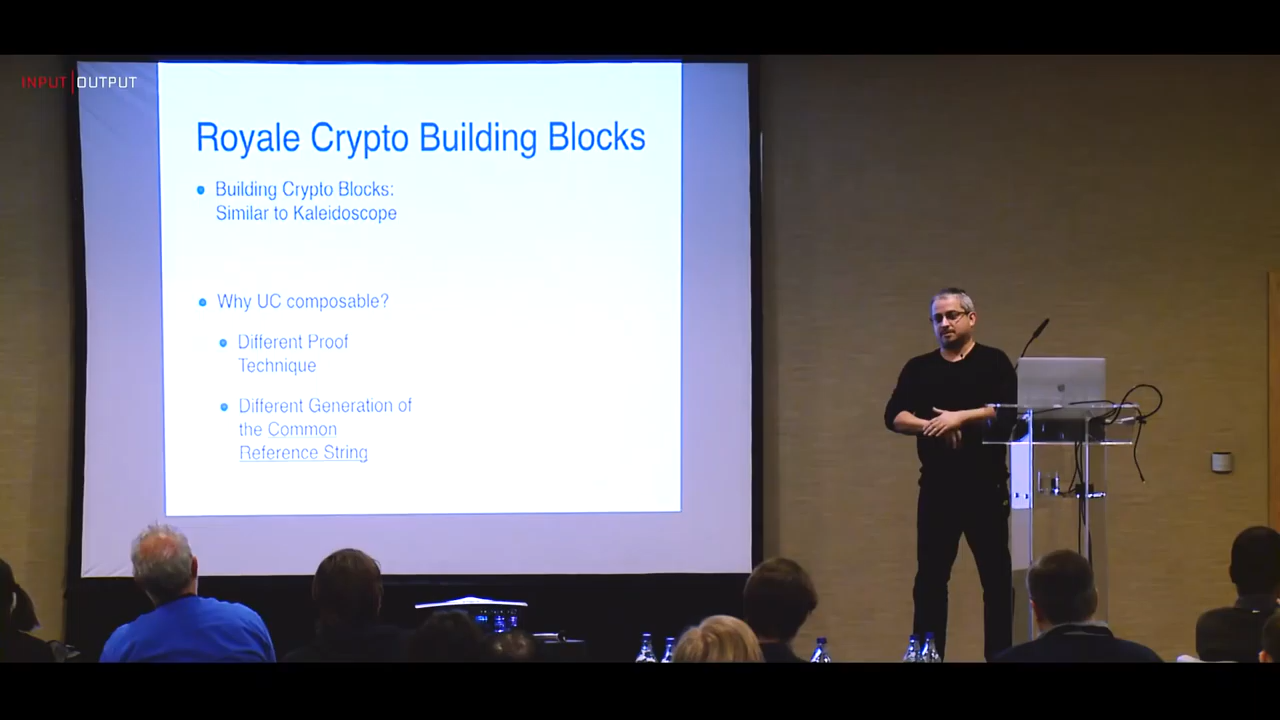 INPUT | OUTPUT
Royale Crypto Building Blocks
Building Crypto Blocks:
Similar to Kaleidoscope
Why UC composable?
Different Proof
Technique
Different Generation of
the Common
Reference String